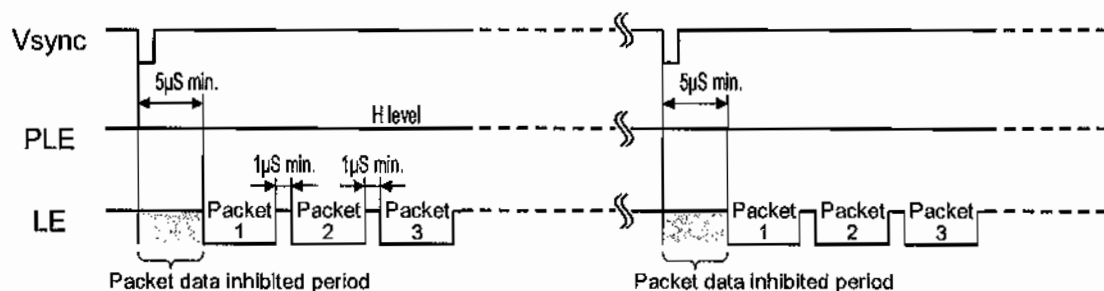 Vsync
5µS min.
5µS min.
H level
PLE
1µS min.
1µS min.
LE
Packet 1
Packet 2
Packet 3
Packet 1
Packet 2
Packet 3
Packet data inhibited period
Packet data inhibited period